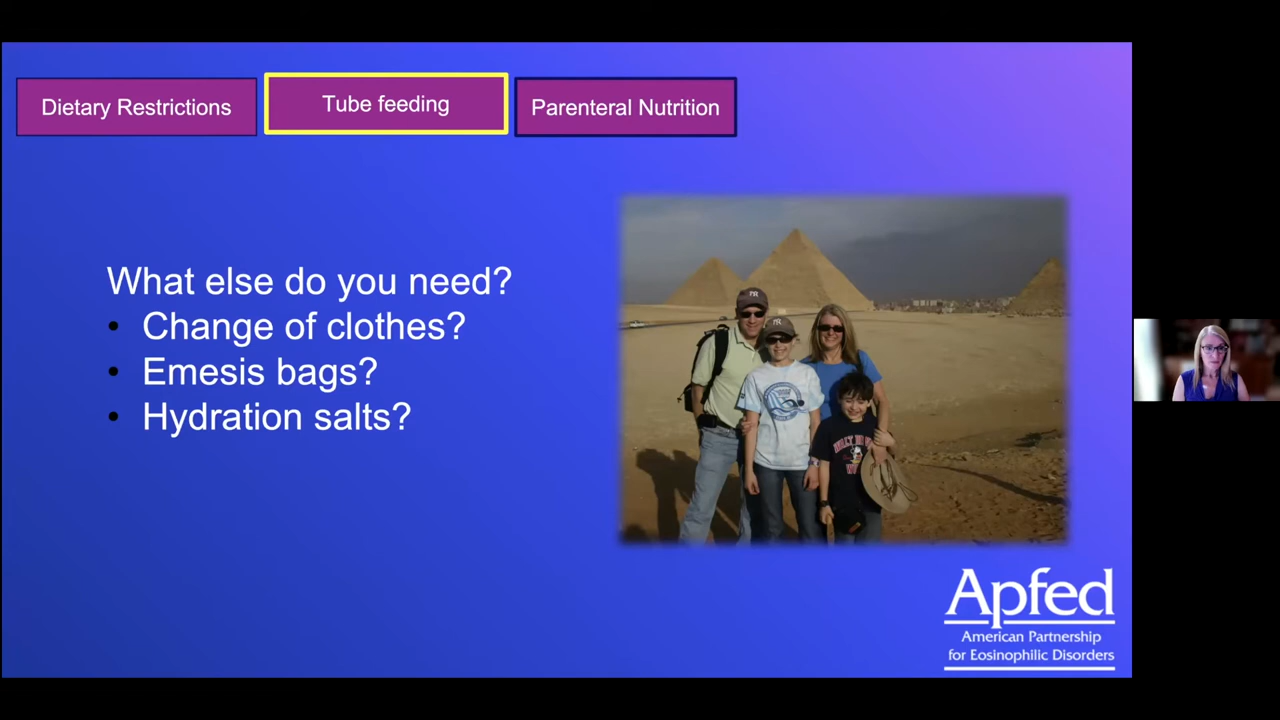 Dietary Restrictions
Tube feeding
Parenteral Nutrition
What else do you need?
• Change of clothes?
• Emesis bags?
• Hydration salts?
Apfed
American Partnership
for Eosinophilic Disorders